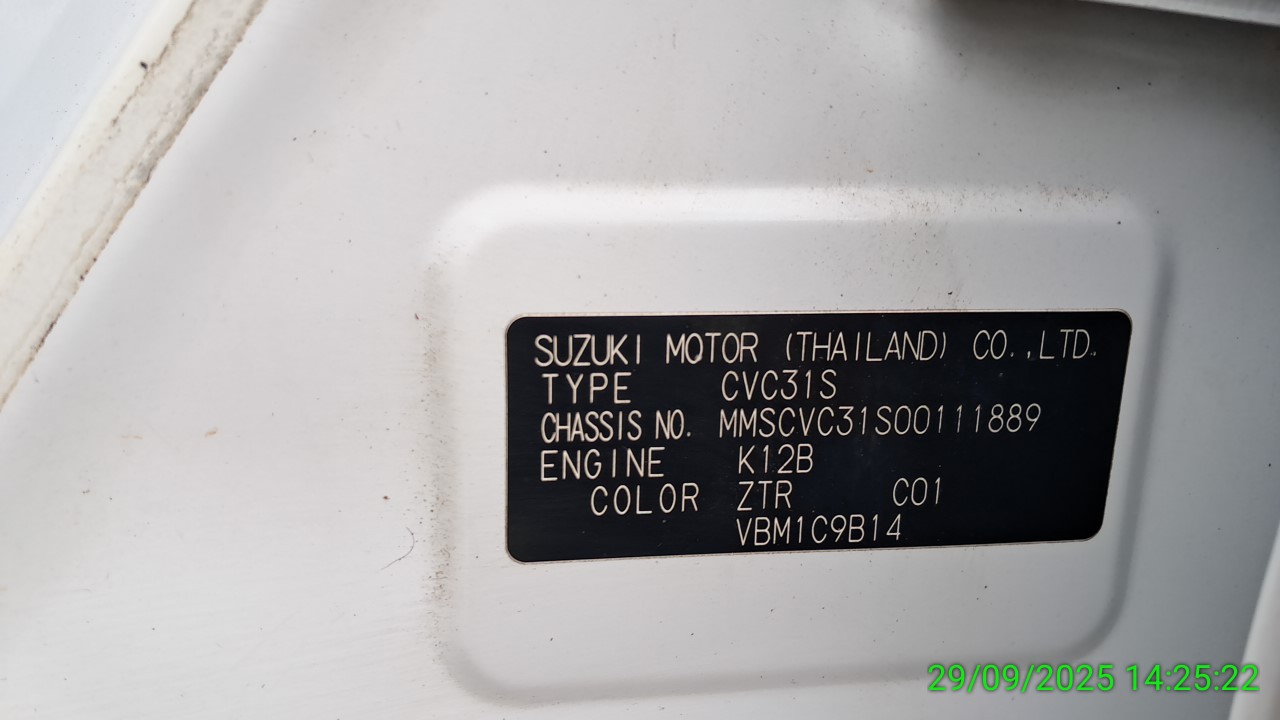 SUZUKI MOTOR (THAILAND) CO.,LTD.
TYPE CVC31S
CHASSIS NO. MMSCVC31S00111889
ENGINE K12B
COLOR ZTR C01
VBM1C9B14
29/09/2025 14:25:22